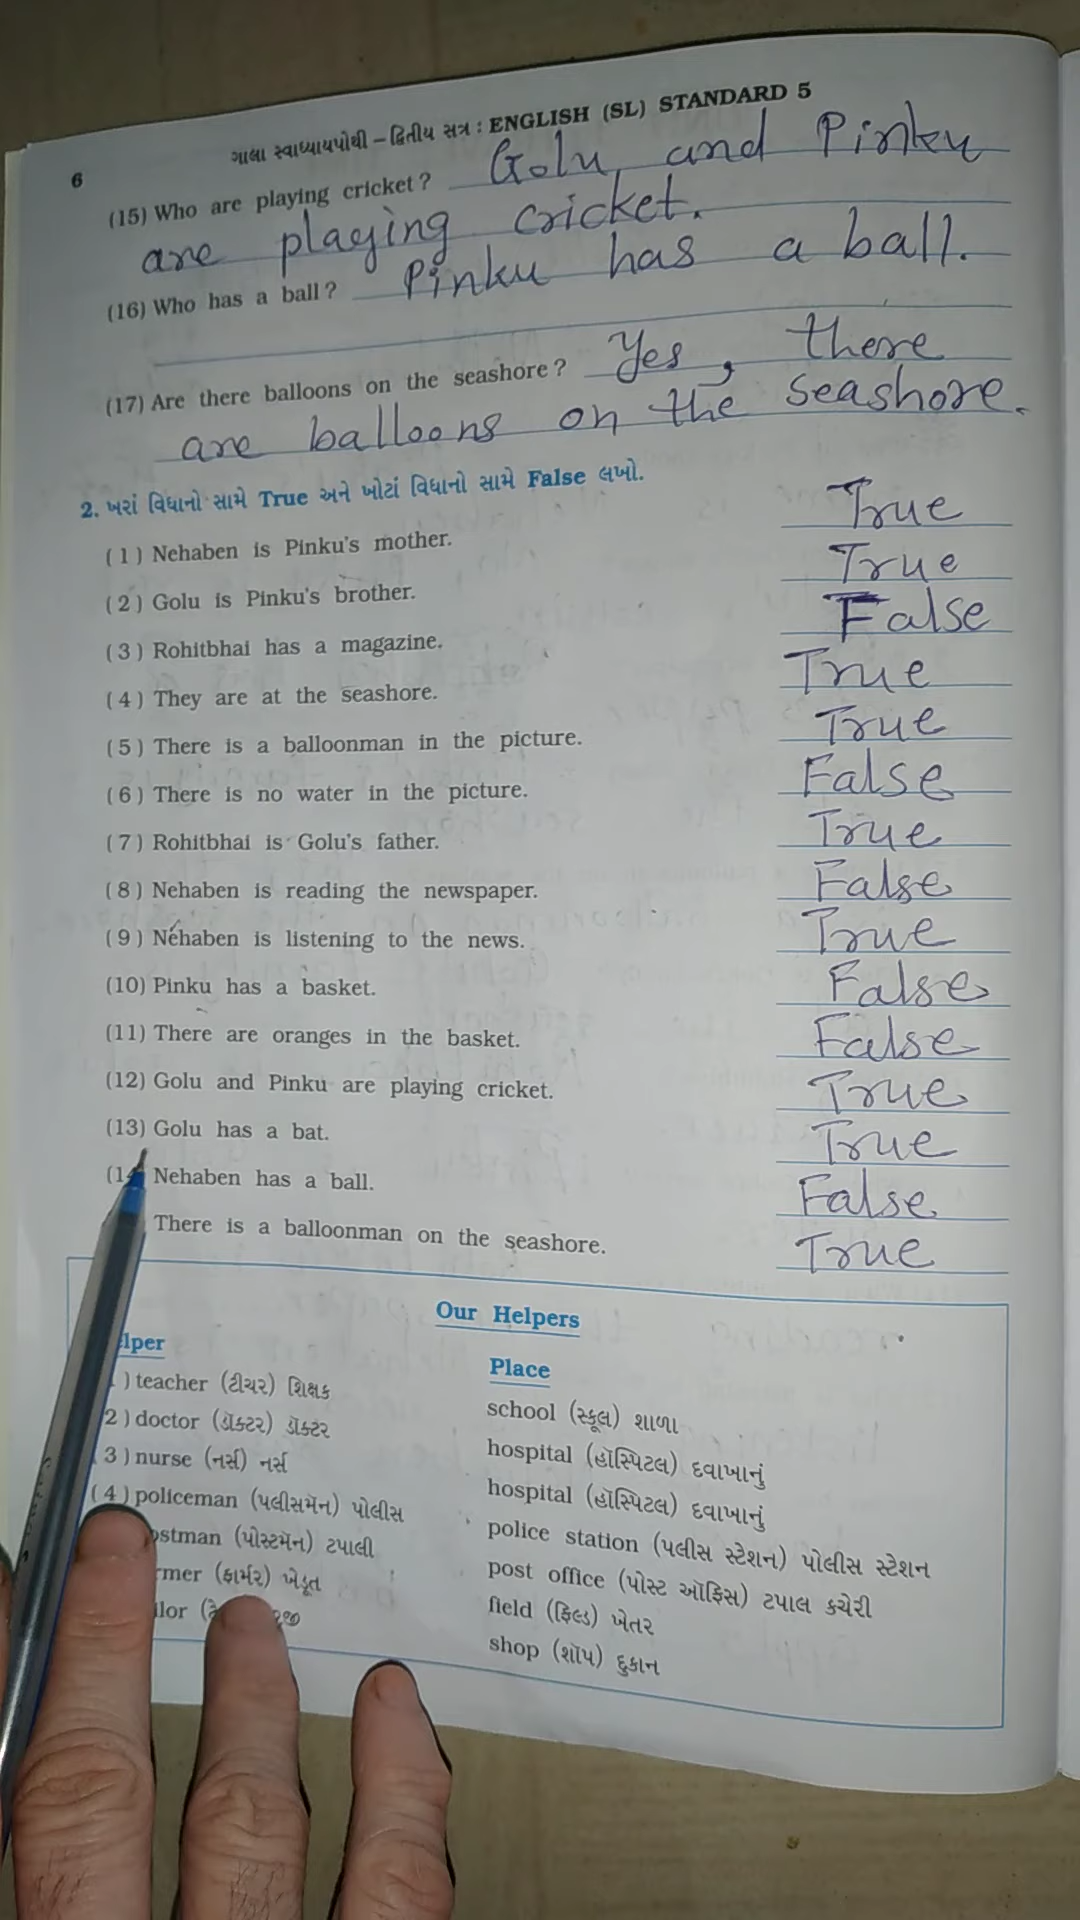 ગાલા સ્વાધ્યાયપોથી – દ્વિતીય સત્ર : ENGLISH (SL) STANDARD 5
6
(15) Who are playing cricket ? Golu and Pinku
are playing cricket.
(16) Who has a ball ? Pinku has a ball.
(17) Are there balloons on the seashore ? Yes, there
are balloons on the seashore.
2. ખરાં વિધાનો સામે True અને ખોટાં વિધાનો સામે False લખો.
(1) Nehaben is Pinku's mother. True
(2) Golu is Pinku's brother. True
(3) Rohitbhai has a magazine. False
(4) They are at the seashore. True
(5) There is a balloonman in the picture. True
(6) There is no water in the picture. False
(7) Rohitbhai is Golu's father. True
(8) Nehaben is reading the newspaper. False
(9) Nehaben is listening to the news. True
(10) Pinku has a basket. False
(11) There are oranges in the basket. False
(12) Golu and Pinku are playing cricket. True
(13) Golu has a bat. True
Nehaben has a ball. False
There is a balloonman on the seashore. True
Our Helpers
Place
) teacher (ટીચર) શિક્ષક school (સ્કૂલ) શાળા
2) doctor (ડૉક્ટર) ડૉક્ટર hospital (હૉસ્પિટલ) દવાખાનું
3) nurse (નર્સ) નર્સ hospital (હૉસ્પિટલ) દવાખાનું
(4) policeman (પલીસમૅન) પોલીસ police station (પલીસ સ્ટેશન) પોલીસ સ્ટેશન
(પોસ્ટમૅન) ટપાલી post office (પોસ્ટ ઑફિસ) ટપાલ કચેરી
(ફાર્મર) ખેડૂત field (ફિલ્ડ) ખેતર
shop (શૉપ) દુકાન